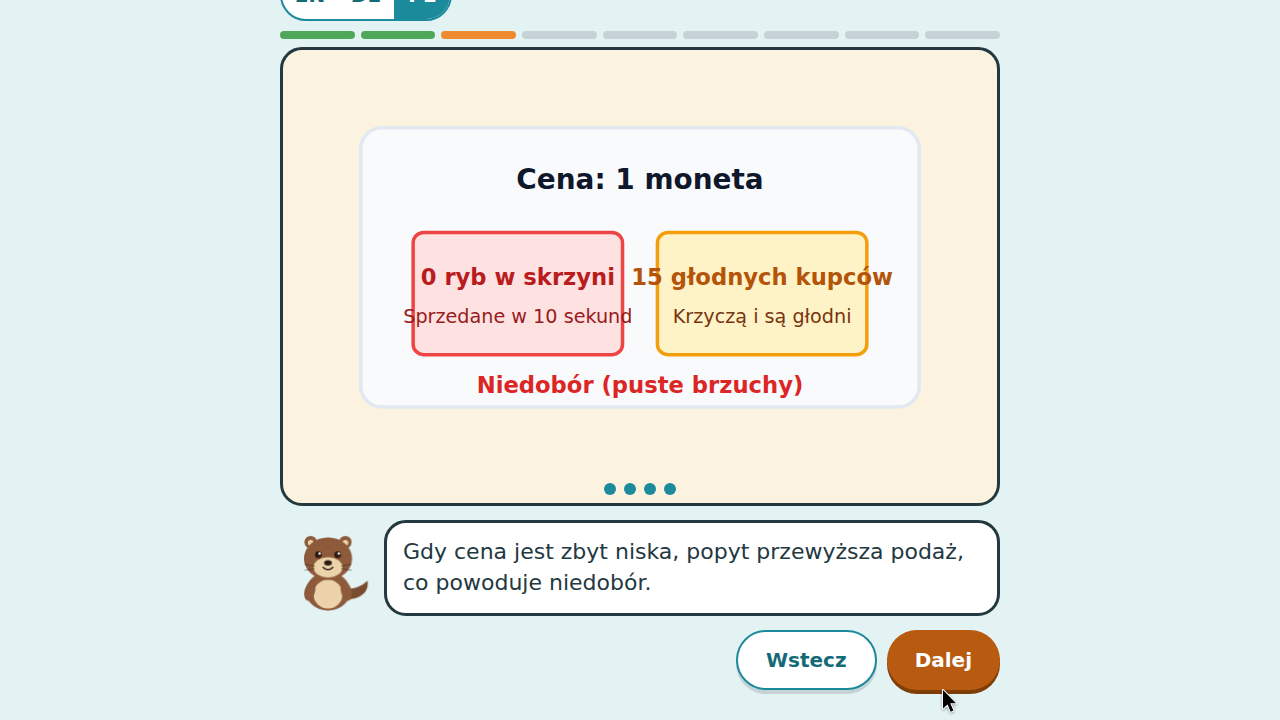 Cena: 1 moneta
0 ryb w skrzyni
15 głodnych kupców
Sprzedane w 10 sekund
Krzyczą i są głodni
Niedobór (puste brzuchy)
Gdy cena jest zbyt niska, popyt przewyższa podaż,
co powoduje niedobór.
Wstecz
Dalej